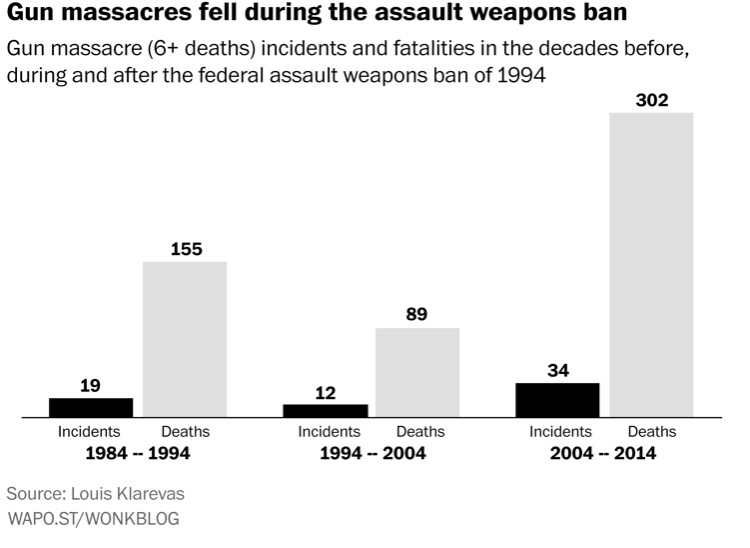 Gun massacres fell during the assault weapons ban
Gun massacre (6+ deaths) incidents and fatalities in the decades before,
during and after the federal assault weapons ban of 1994
302
155
89
34
19
12
Incidents Deaths Incidents Deaths Incidents Deaths
1984 -- 1994 1994 -- 2004 2004 -- 2014
Source: Louis Klarevas
WAPO.ST/WONKBLOG